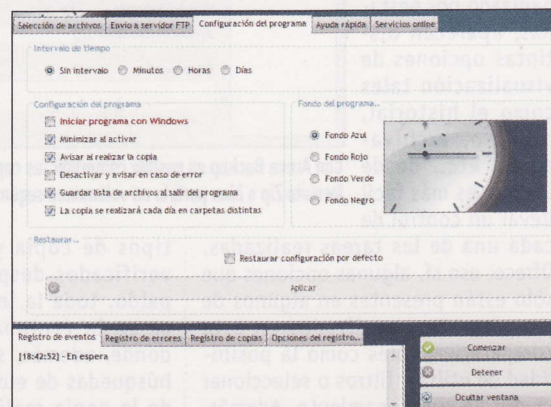 Selección de archivos Envío a servidor FTP Configuración del programa Ayuda rápida Servicios online
Intervalo de tiempo
Sin intervalo Minutos Horas Días
Configuración del programa
Iniciar programa con Windows
Minimizar al activar
Avisar al realizar la copia
Desactivar y avisar en caso de error
Guardar lista de archivos al salir del programa
La copia se realizará cada día en carpetas distintas
Fondo del programa...
Fondo Azul
Fondo Rojo
Fondo Verde
Fondo Negro
Restaurar...
Restaurar configuración por defecto
Aplicar
Registro de eventos Registro de errores Registro de copias Opciones del registro...
[18:42:52] - En espera
Comenzar
Detener
Ocultar ventana